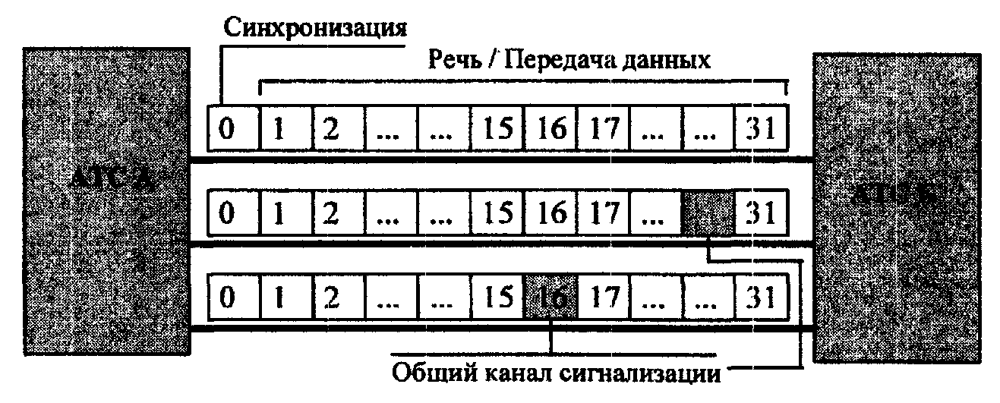 Синхронизация
Речь / Передача данных
0 1 2 ... ... 15 16 17 ... ... 31
АТС А
0 1 2 ... ... 15 16 17 ... 31
0 1 2 ... ... 15 16 17 ... ... 31
Общий канал сигнализации